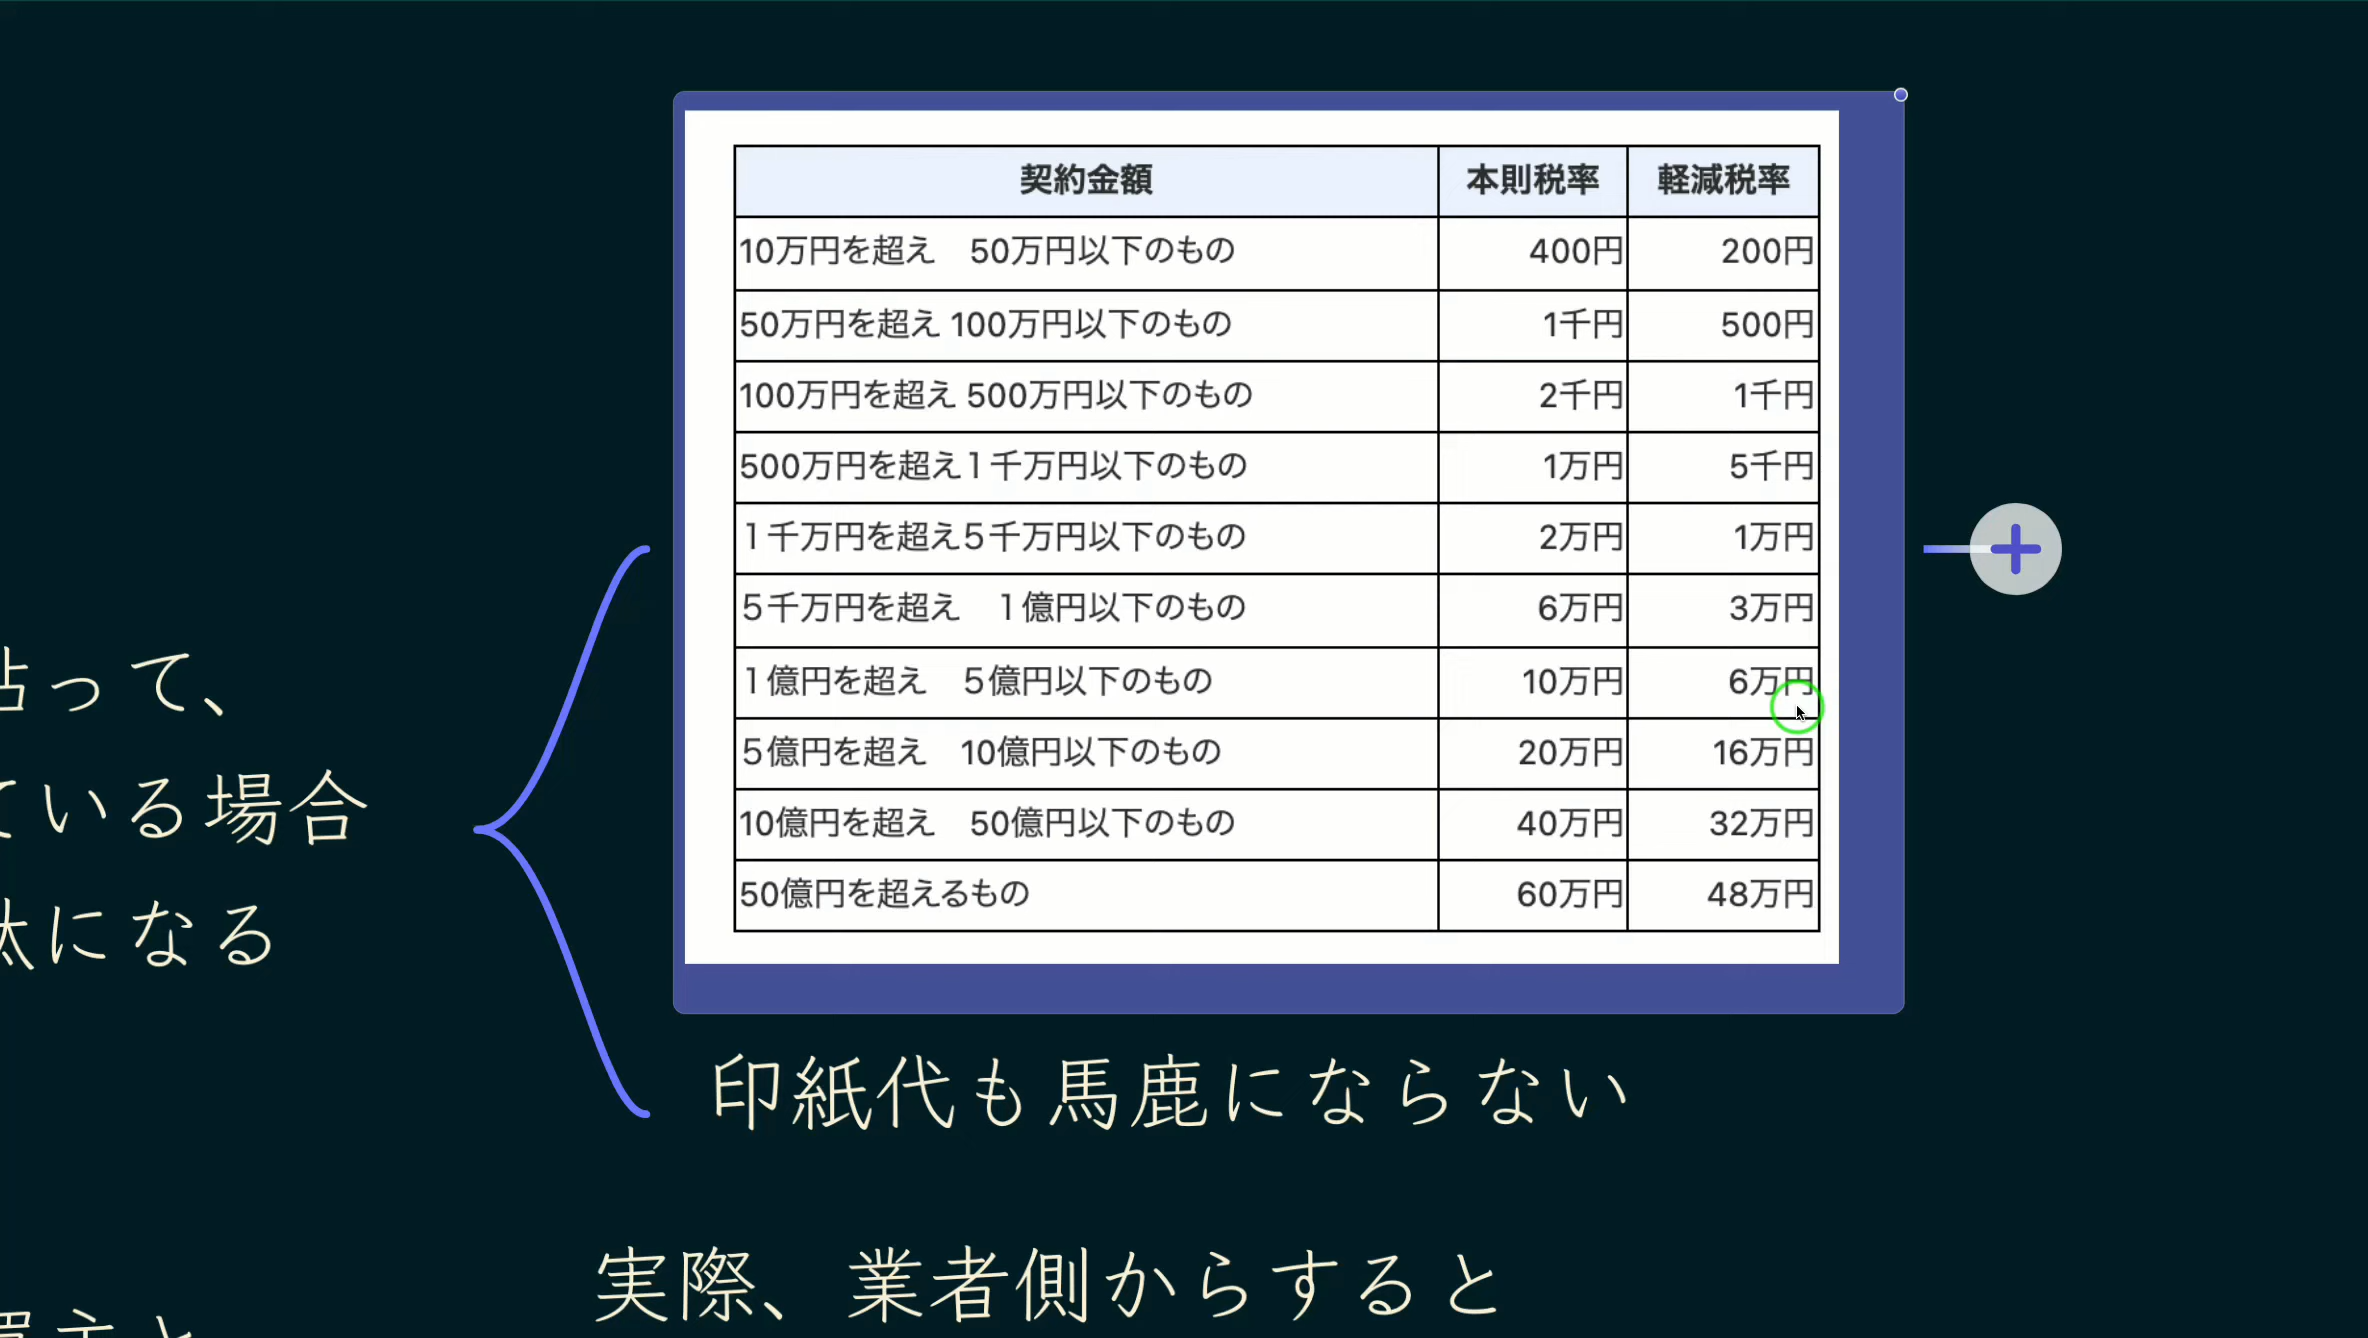 契約金額 本則税率 軽減税率
10万円を超え　50万円以下のもの 400円 200円
50万円を超え 100万円以下のもの 1千円 500円
100万円を超え 500万円以下のもの 2千円 1千円
500万円を超え１千万円以下のもの 1万円 5千円
１千万円を超え５千万円以下のもの 2万円 1万円
５千万円を超え　１億円以下のもの 6万円 3万円
１億円を超え　５億円以下のもの 10万円 6万円
５億円を超え　10億円以下のもの 20万円 16万円
10億円を超え　50億円以下のもの 40万円 32万円
50億円を超えるもの 60万円 48万円
貼って、
ている場合
駄になる
印紙代も馬鹿にならない
実際、業者側からすると